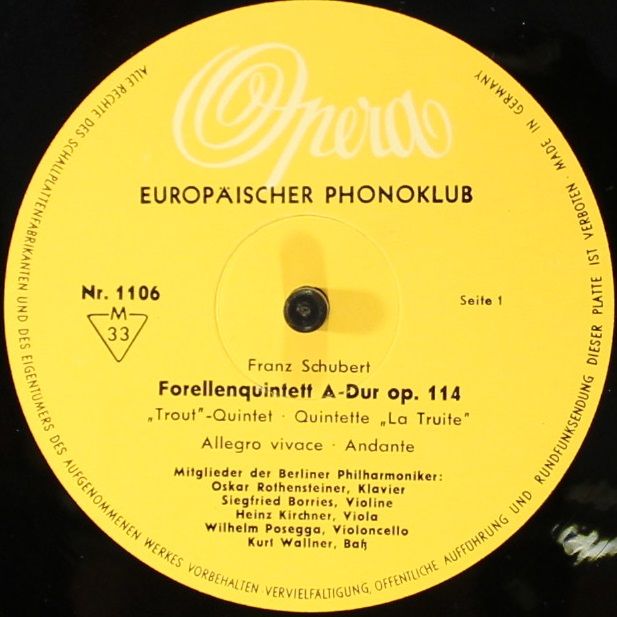 Opera
EUROPÄISCHER PHONOKLUB
Nr. 1106
M
33
Seite 1
Franz Schubert
Forellenquintett A-Dur op. 114
„Trout"-Quintet · Quintette „La Truite"
Allegro vivace · Andante
Mitglieder der Berliner Philharmoniker:
Oskar Rothensteiner, Klavier
Siegfried Borries, Violine
Heinz Kirchner, Viola
Wilhelm Posegga, Violoncello
Kurt Wallner, Baß
ALLE RECHTE DES SCHALLPLATTENFABRIKANTEN UND DES EIGENTÜMERS DES AUFGENOMMENEN WERKES VORBEHALTEN · VERVIELFÄLTIGUNG, ÖFFENTLICHE AUFFÜHRUNG UND RUNDFUNKSENDUNG DIESER PLATTE IST VERBOTEN · MADE IN GERMANY